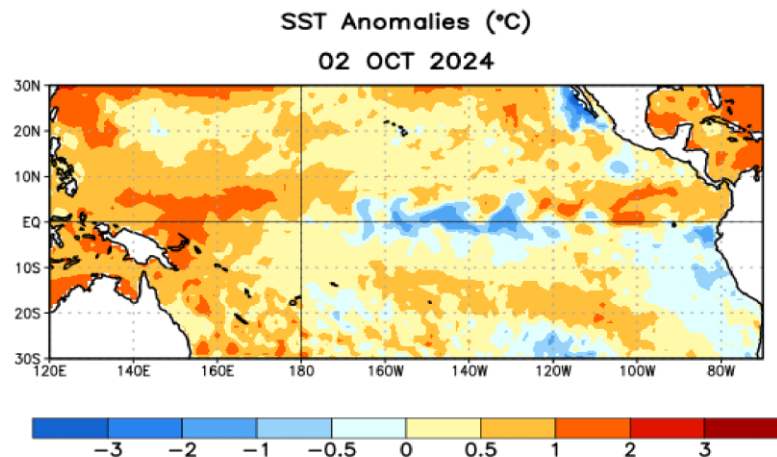 SST Anomalies (°C)
02 OCT 2024
30N
20N
10N
EQ
10S
20S
30S
120E 140E 160E 180 160W 140W 120W 100W 80W
-3 -2 -1 -0.5 0 0.5 1 2 3